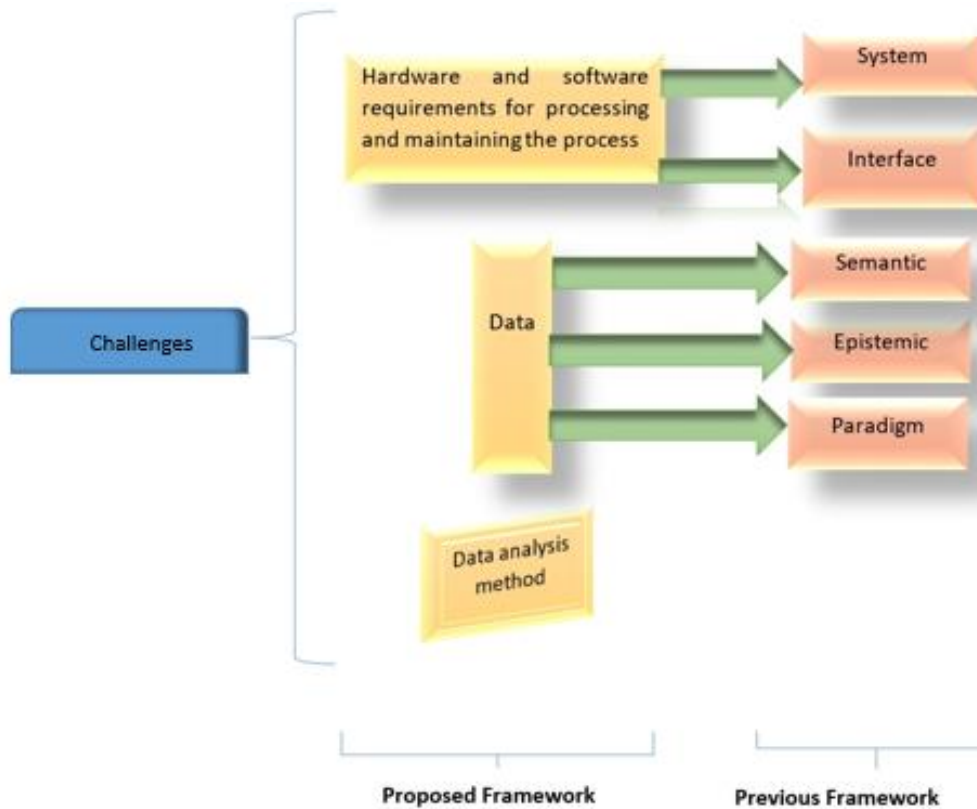 Hardware and software
requirements for processing
and maintaining the process
System
Interface
Challenges
Data
Semantic
Epistemic
Paradigm
Data analysis
method
Proposed Framework
Previous Framework